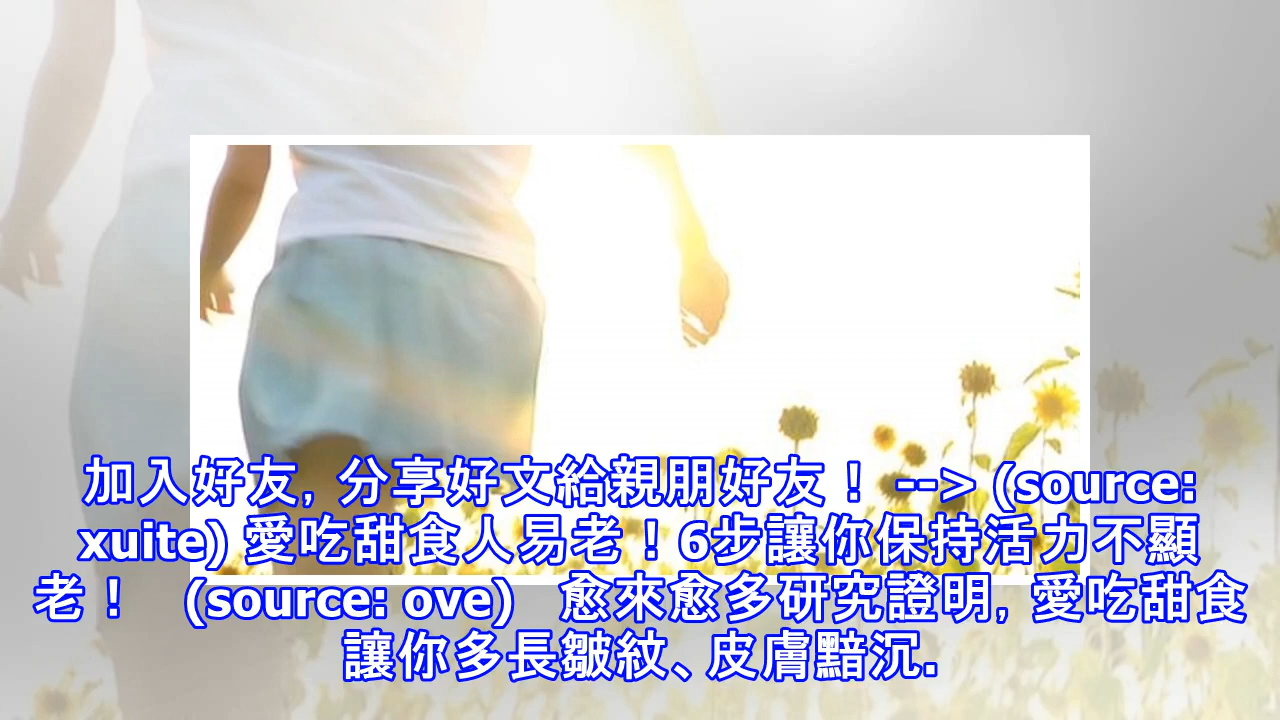 加入好友, 分享好文給親朋好友！ --> (source:
xuite) 愛吃甜食人易老！6步讓你保持活力不顯
老！ (source: ove) 愈來愈多研究證明, 愛吃甜食
讓你多長皺紋、皮膚黯沉.